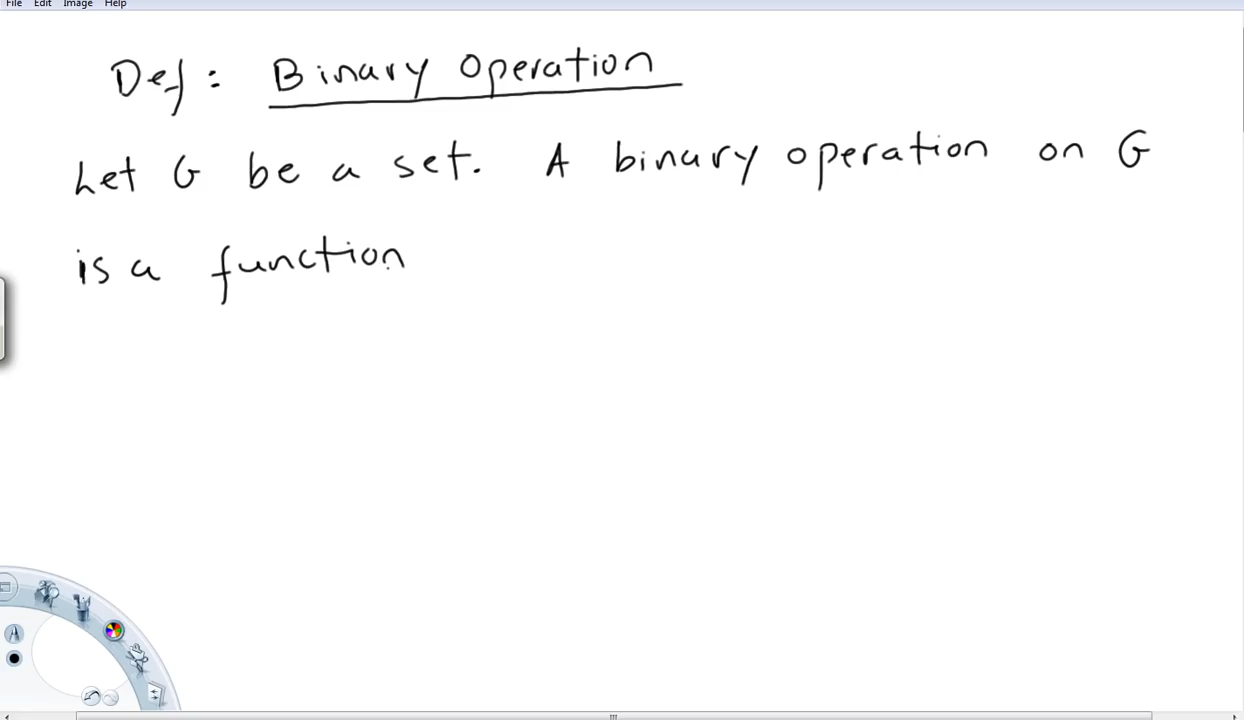 File Edit Image Help
Def: Binary Operation
Let G be a set. A binary operation on G
is a function